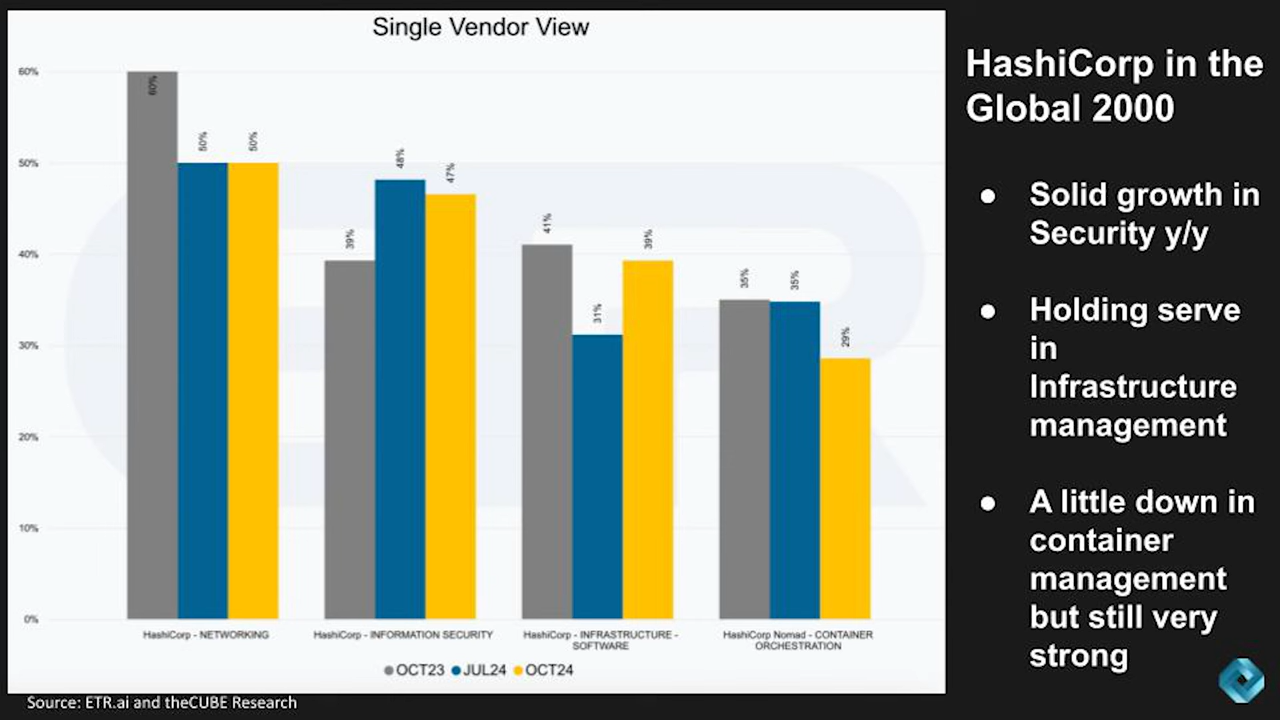 Single Vendor View
60%
50%
40%
30%
20%
10%
0%
60%
50%
50%
39%
48%
47%
41%
31%
39%
35%
35%
29%
HashiCorp - NETWORKING
HashiCorp - INFORMATION SECURITY
HashiCorp - INFRASTRUCTURE -
SOFTWARE
HashiCorp Nomad - CONTAINER
ORCHESTRATION
OCT23 JUL24 OCT24
Source: ETR.ai and theCUBE Research
HashiCorp in the
Global 2000
● Solid growth in
Security y/y
● Holding serve
in
Infrastructure
management
● A little down in
container
management
but still very
strong